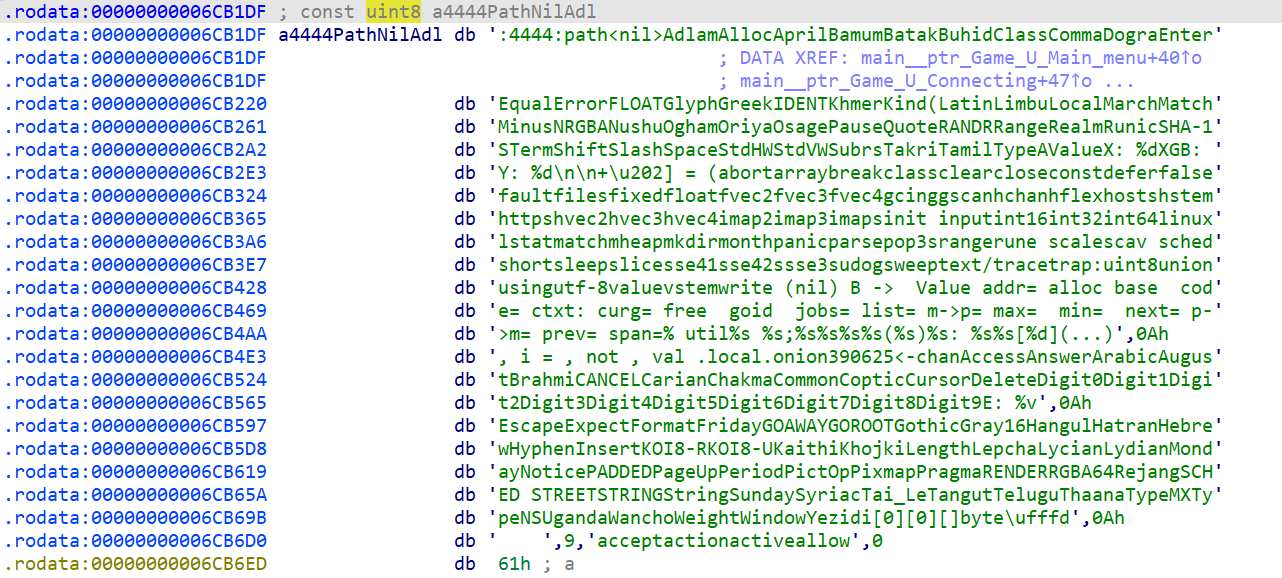 .rodata:00000000006CB1DF ; const uint8 a4444PathNilAdl
.rodata:00000000006CB1DF a4444PathNilAdl db ':4444:path<nil>AdlamAllocAprilBamumBatakBuhidClassCommaDograEnter'
.rodata:00000000006CB1DF ; DATA XREF: main__ptr_Game_U_Main_menu+40↑o
.rodata:00000000006CB1DF ; main__ptr_Game_U_Connecting+47↑o ...
.rodata:00000000006CB220 db 'EqualErrorFLOATGlyphGreekIDENTKhmerKind(LatinLimbuLocalMarchMatch'
.rodata:00000000006CB261 db 'MinusNRGBANushuOghamOriyaOsagePauseQuoteRANDRRangeRealmRunicSHA-1'
.rodata:00000000006CB2A2 db 'STermShiftSlashSpaceStdHWStdVWSubrsTakriTamilTypeAValueX: %dXGB: '
.rodata:00000000006CB2E3 db 'Y: %d\n\n+\u202] = (abortarraybreakclassclearcloseconstdeferfalse'
.rodata:00000000006CB324 db 'faultfilesfixedfloatfvec2fvec3fvec4gcinggscanhchanhflexhostshstem'
.rodata:00000000006CB365 db 'httpshvec2hvec3hvec4imap2imap3imapsinit inputint16int32int64linux'
.rodata:00000000006CB3A6 db 'lstatmatchmheapmkdirmonthpanicparsepop3srangerune scalescav sched'
.rodata:00000000006CB3E7 db 'shortsleepslicesse41sse42ssse3sudogsweeptext/tracetrap:uint8union'
.rodata:00000000006CB428 db 'usingutf-8valuevstemwrite (nil) B ->  Value addr= alloc base  cod'
.rodata:00000000006CB469 db 'e= ctxt: curg= free  goid  jobs= list= m->p= max=  min=  next= p-'
.rodata:00000000006CB4AA db '>m= prev= span=% util%s %s;%s%s%s%s(%s)%s: %s%s[%d](...)',0Ah
.rodata:00000000006CB4E3 db ', i = , not , val .local.onion390625<-chanAccessAnswerArabicAugus'
.rodata:00000000006CB524 db 'tBrahmiCANCELCarianChakmaCommonCopticCursorDeleteDigit0Digit1Digi'
.rodata:00000000006CB565 db 't2Digit3Digit4Digit5Digit6Digit7Digit8Digit9E: %v',0Ah
.rodata:00000000006CB597 db 'EscapeExpectFormatFridayGOAWAYGOROOTGothicGray16HangulHatranHebre'
.rodata:00000000006CB5D8 db 'wHyphenInsertKOI8-RKOI8-UKaithiKhojkiLengthLepchaLycianLydianMond'
.rodata:00000000006CB619 db 'ayNoticePADDEDPageUpPeriodPictOpPixmapPragmaRENDERRGBA64RejangSCH'
.rodata:00000000006CB65A db 'ED STREETSTRINGStringSundaySyriacTai_LeTangutTeluguThaanaTypeMXTy'
.rodata:00000000006CB69B db 'peNSUgandaWanchoWeightWindowYezidi[0][0][]byte\ufffd',0Ah
.rodata:00000000006CB6D0 db '    ',9,'acceptactionactiveallow',0
.rodata:00000000006CB6ED db 61h ; a